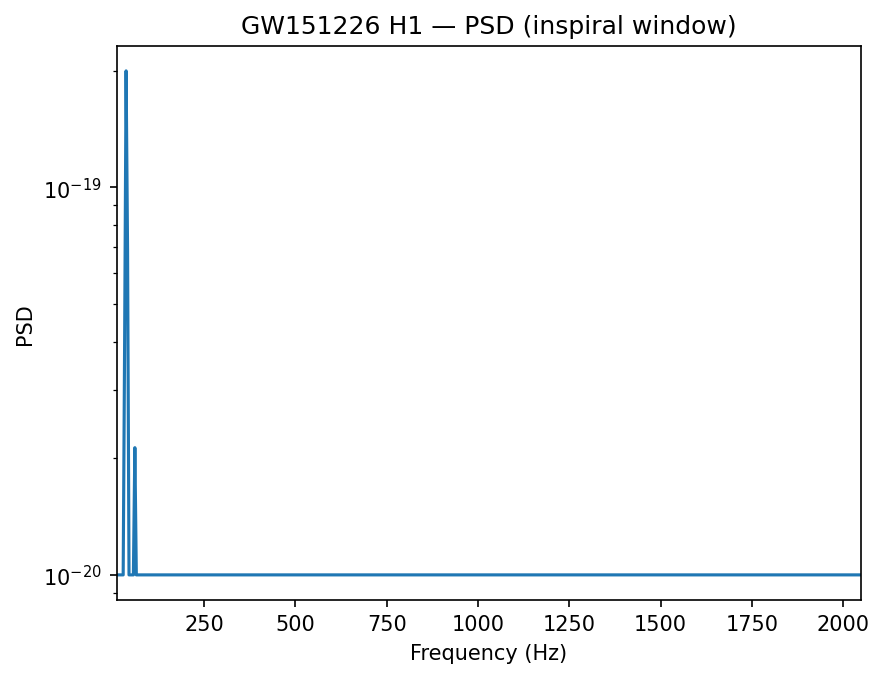 GW151226 H1 — PSD (inspiral window)
PSD
10⁻¹⁹
10⁻²⁰
250 500 750 1000 1250 1500 1750 2000
Frequency (Hz)